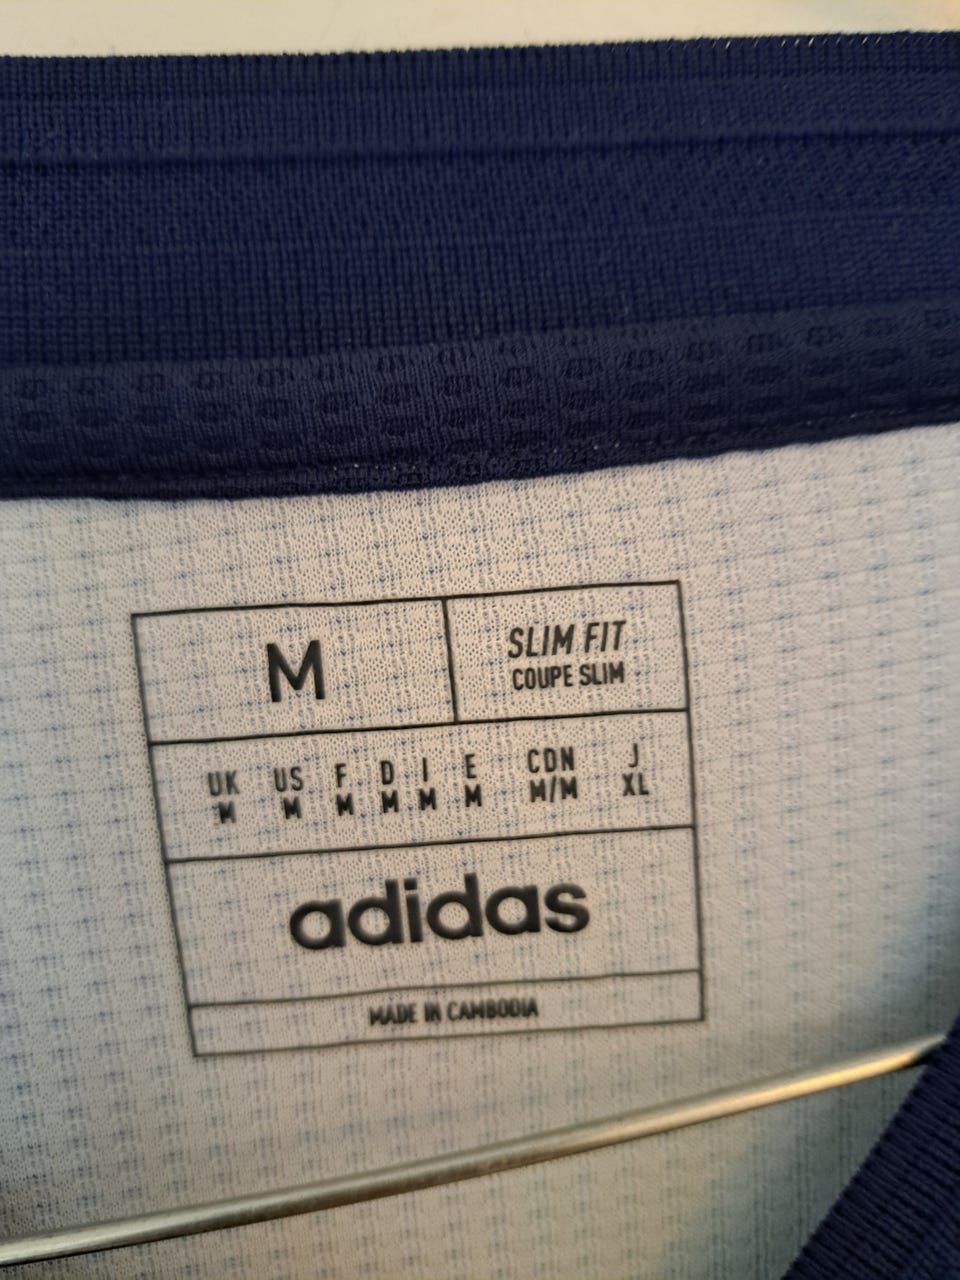 M
SLIM FIT
COUPE SLIM
UK US F D I E CDN J
M M M M M M M/M XL
adidas
MADE IN CAMBODIA